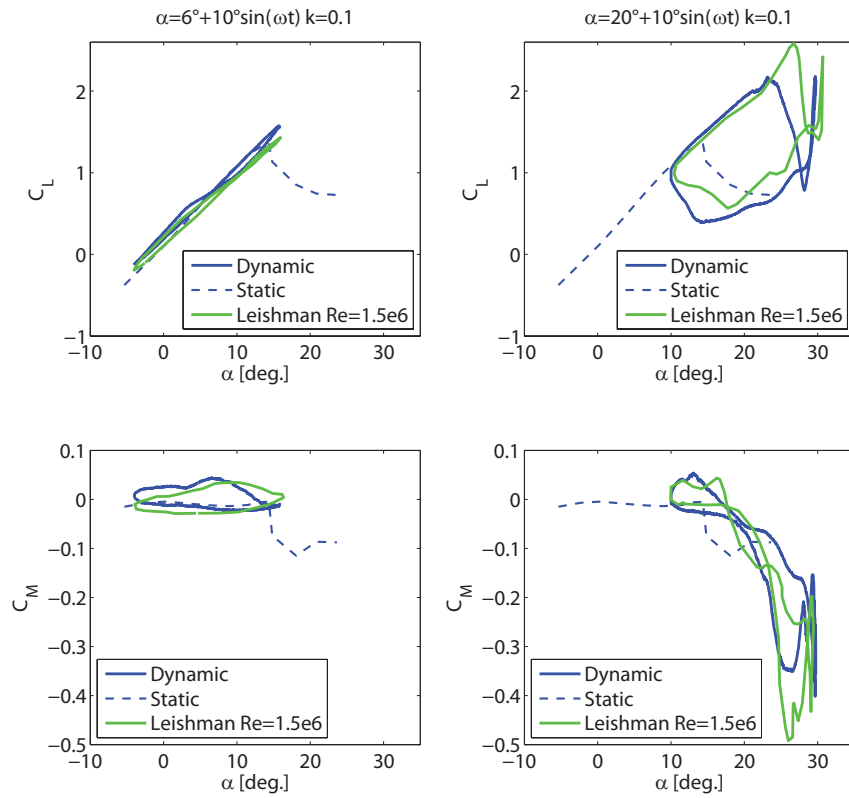 α=6°+10°sin(ωt) k=0.1
α=20°+10°sin(ωt) k=0.1
2
1
0
−1
C_L
−10 0 10 20 30
α [deg.]
Dynamic
Static
Leishman Re=1.5e6
2
1
0
−1
C_L
−10 0 10 20 30
α [deg.]
Dynamic
Static
Leishman Re=1.5e6
0.1
0
−0.1
−0.2
−0.3
−0.4
−0.5
C_M
−10 0 10 20 30
α [deg.]
Dynamic
Static
Leishman Re=1.5e6
0.1
0
−0.1
−0.2
−0.3
−0.4
−0.5
C_M
−10 0 10 20 30
α [deg.]
Dynamic
Static
Leishman Re=1.5e6